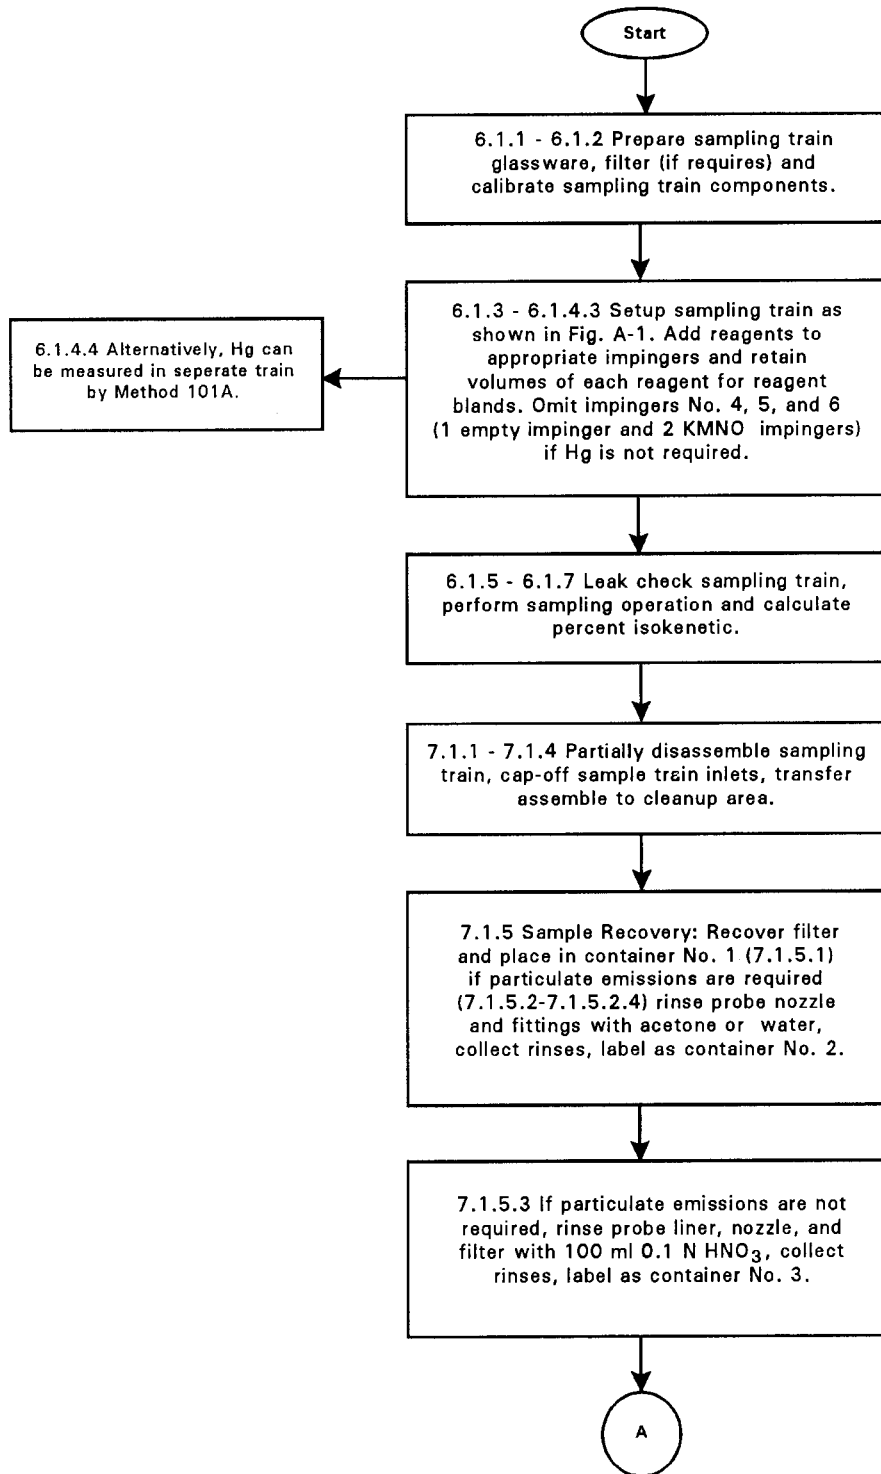 Start
6.1.1 - 6.1.2 Prepare sampling train
glassware, filter (if requires) and
calibrate sampling train components.
6.1.3 - 6.1.4.3 Setup sampling train as
shown in Fig. A-1. Add reagents to
appropriate impingers and retain
volumes of each reagent for reagent
blands. Omit impingers No. 4, 5, and 6
(1 empty impinger and 2 KMNO impingers)
if Hg is not required.
6.1.4.4 Alternatively, Hg can
be measured in seperate train
by Method 101A.
6.1.5 - 6.1.7 Leak check sampling train,
perform sampling operation and calculate
percent isokenetic.
7.1.1 - 7.1.4 Partially disassemble sampling
train, cap-off sample train inlets, transfer
assemble to cleanup area.
7.1.5 Sample Recovery: Recover filter
and place in container No. 1 (7.1.5.1)
if particulate emissions are required
(7.1.5.2-7.1.5.2.4) rinse probe nozzle
and fittings with acetone or water,
collect rinses, label as container No. 2.
7.1.5.3 If particulate emissions are not
required, rinse probe liner, nozzle, and
filter with 100 ml 0.1 N HNO₃, collect
rinses, label as container No. 3.
A